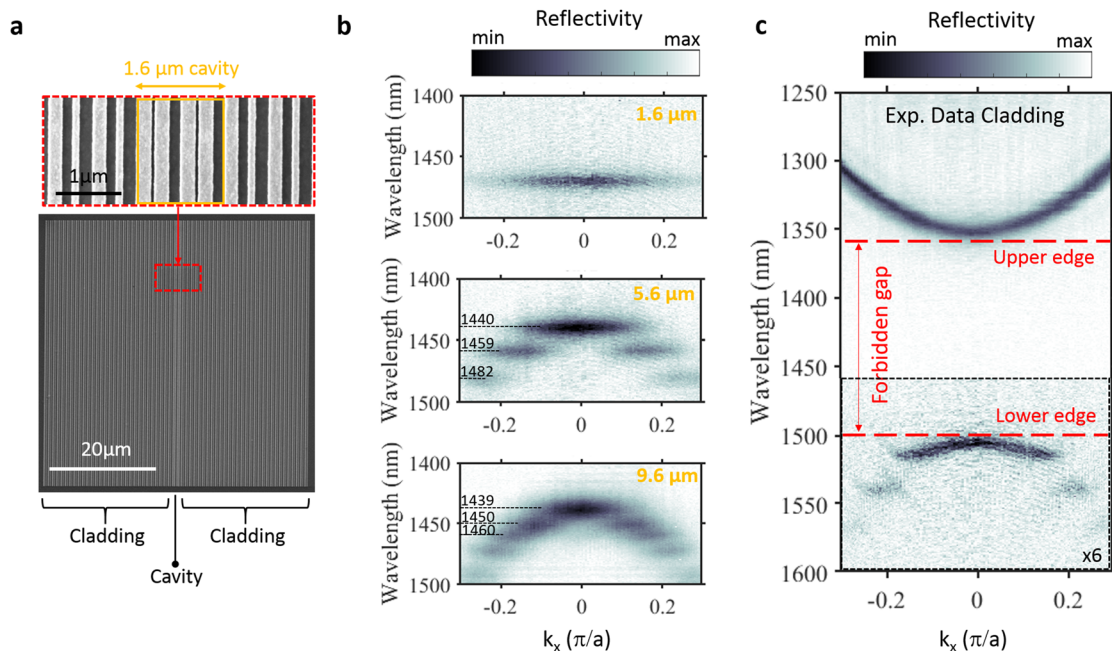 a
1.6 μm cavity
1μm
20μm
Cladding
Cladding
Cavity
b
Reflectivity
min
max
Wavelength (nm)
1400
1450
1500
1.6 μm
-0.2
0
0.2
Wavelength (nm)
1400
1450
1500
5.6 μm
1440
1459
1482
-0.2
0
0.2
Wavelength (nm)
1400
1450
1500
9.6 μm
1439
1450
1460
-0.2
0
0.2
kx (π/a)
c
Reflectivity
min
max
Wavelength (nm)
1250
1300
1350
1400
1450
1500
1550
1600
Exp. Data Cladding
Upper edge
Forbidden gap
Lower edge
x6
-0.2
0
0.2
kx (π/a)